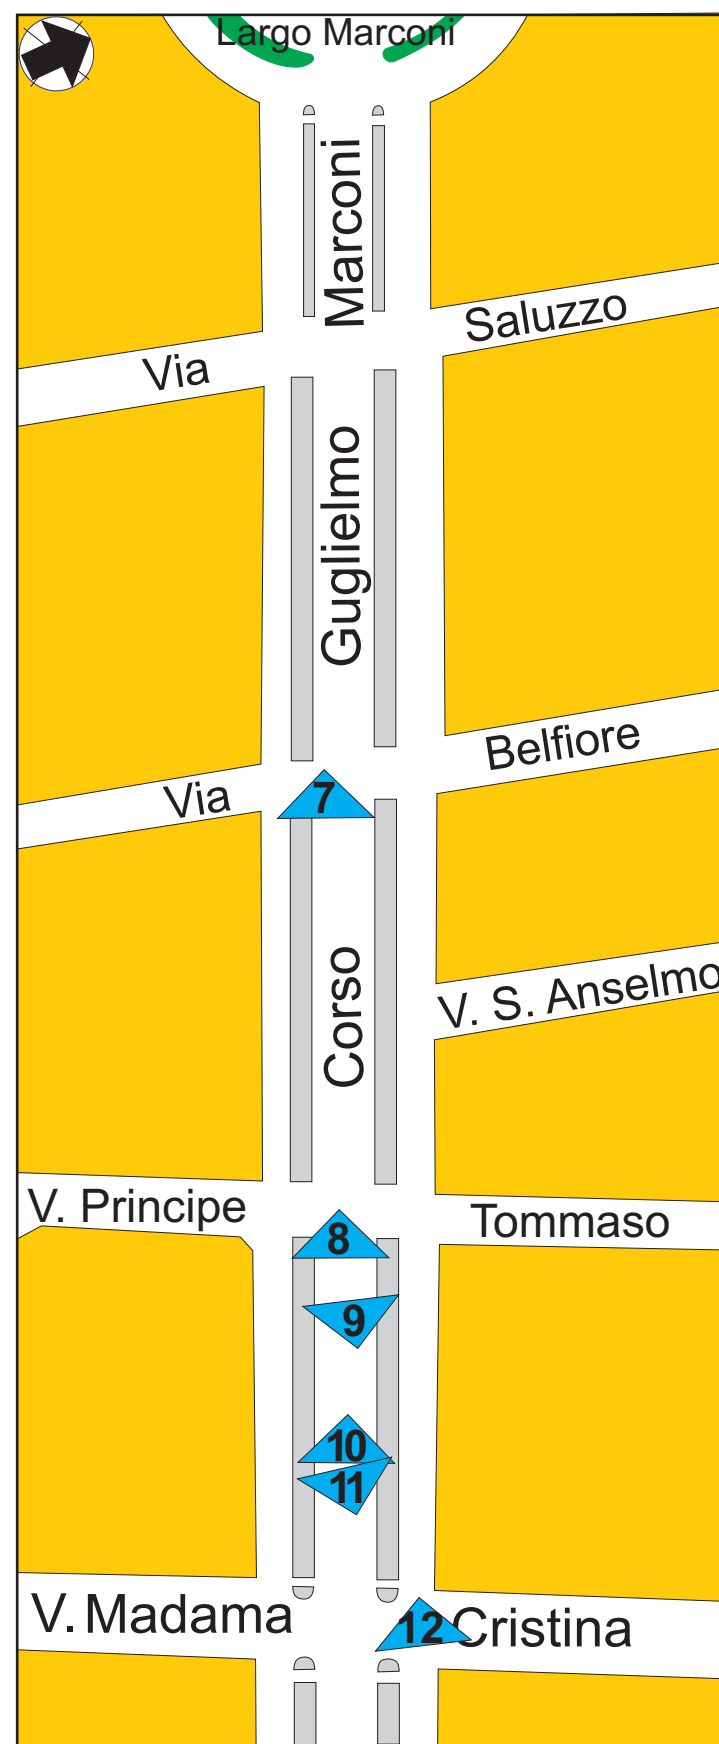 Largo Marconi
Marconi
Saluzzo
Via
Guglielmo
Belfiore
Via
7
Corso
V. S. Anselmo
V. Principe
Tommaso
8
9
10
11
V. Madama
12
Cristina